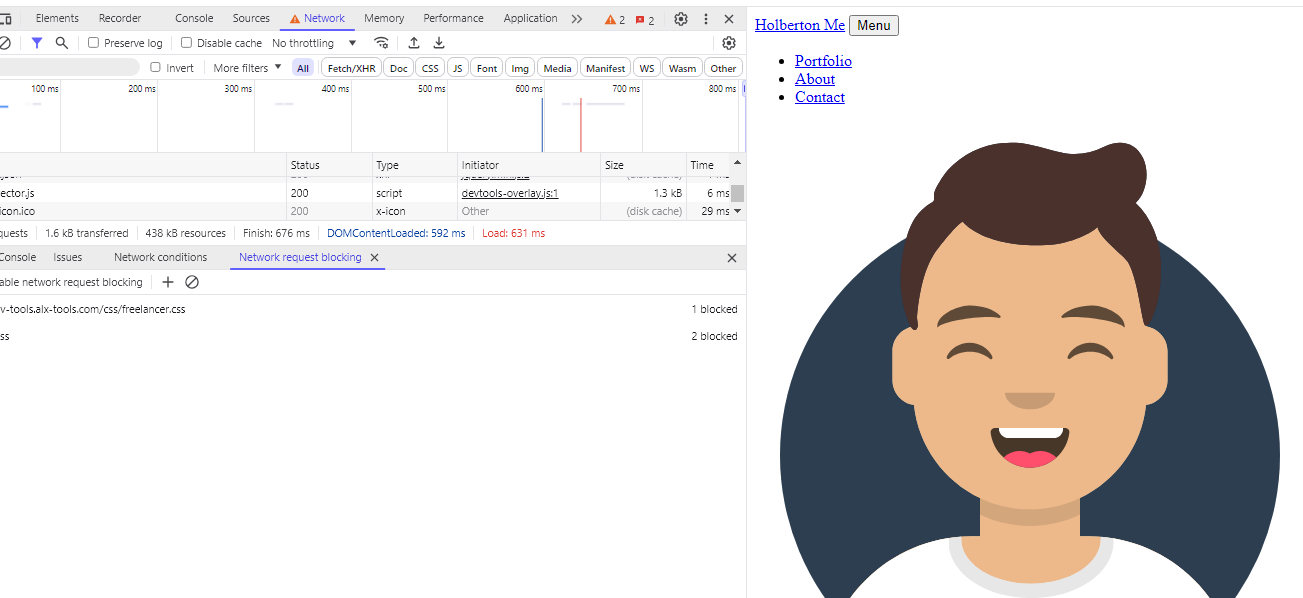 Elements Recorder Console Sources Network Memory Performance Application 2 2
Preserve log Disable cache No throttling
Invert More filters All Fetch/XHR Doc CSS JS Font Img Media Manifest WS Wasm Other
100 ms 200 ms 300 ms 400 ms 500 ms 600 ms 700 ms 800 ms
Status Type Initiator Size Time
ector.js 200 script devtools-overlay.js:1 1.3 kB 6 ms
icon.ico 200 x-icon Other (disk cache) 29 ms
quests 1.6 kB transferred 438 kB resources Finish: 676 ms DOMContentLoaded: 592 ms Load: 631 ms
Console Issues Network conditions Network request blocking
able network request blocking
v-tools.alx-tools.com/css/freelancer.css 1 blocked
ss 2 blocked
Holberton Me Menu
Portfolio
About
Contact